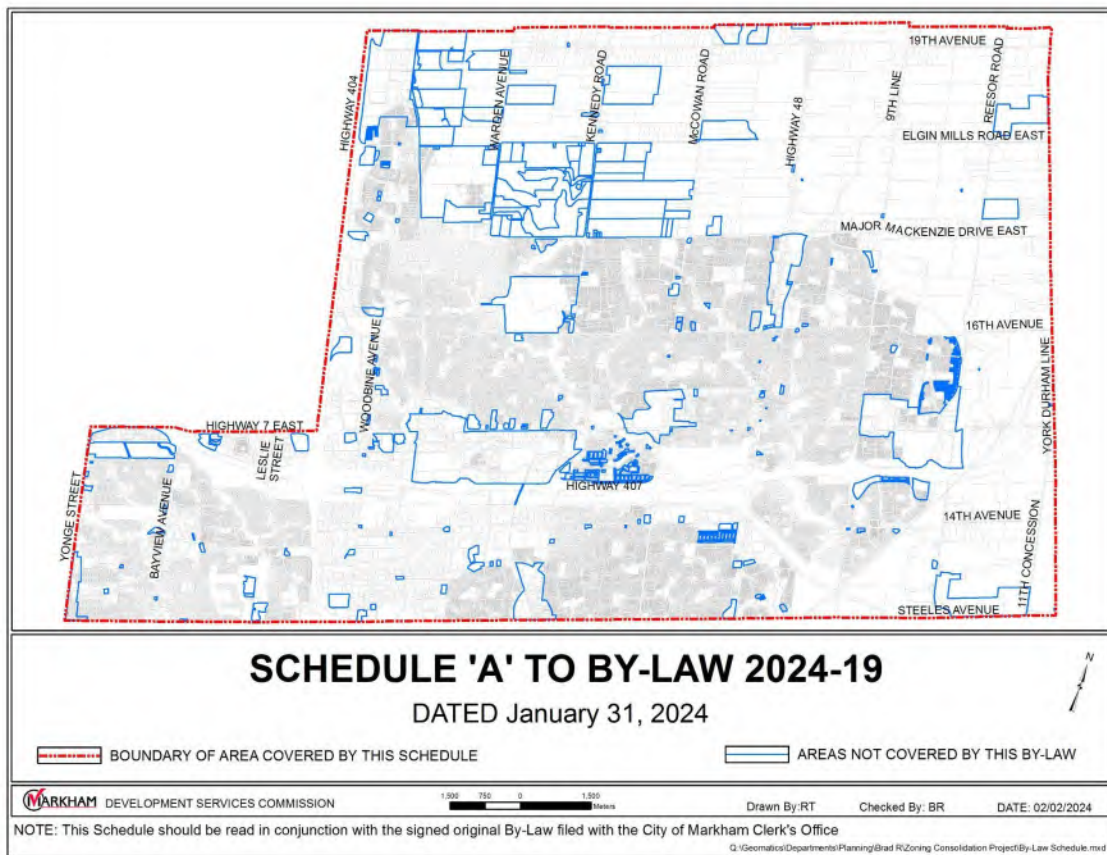 19TH AVENUE
HIGHWAY 404
WARDEN AVENUE
KENNEDY ROAD
McCOWAN ROAD
HIGHWAY 48
9TH LINE
REESOR ROAD
ELGIN MILLS ROAD EAST
MAJOR MACKENZIE DRIVE EAST
16TH AVENUE
WOODBINE AVENUE
YORK DURHAM LINE
HIGHWAY 7 EAST
LESLIE
STREET
YONGE STREET
BAYVIEW AVENUE
HIGHWAY 407
14TH AVENUE
11TH CONCESSION
STEELES AVENUE
SCHEDULE 'A' TO BY-LAW 2024-19
DATED January 31, 2024
N
BOUNDARY OF AREA COVERED BY THIS SCHEDULE
AREAS NOT COVERED BY THIS BY-LAW
MARKHAM DEVELOPMENT SERVICES COMMISSION
1,500 750 0 1,500
Meters
Drawn By:RT Checked By: BR DATE: 02/02/2024
NOTE: This Schedule should be read in conjunction with the signed original By-Law filed with the City of Markham Clerk's Office
Q:\Geomatics\Departments\Planning\Brad R\Zoning Consolidation Project\By-Law Schedule.mxd